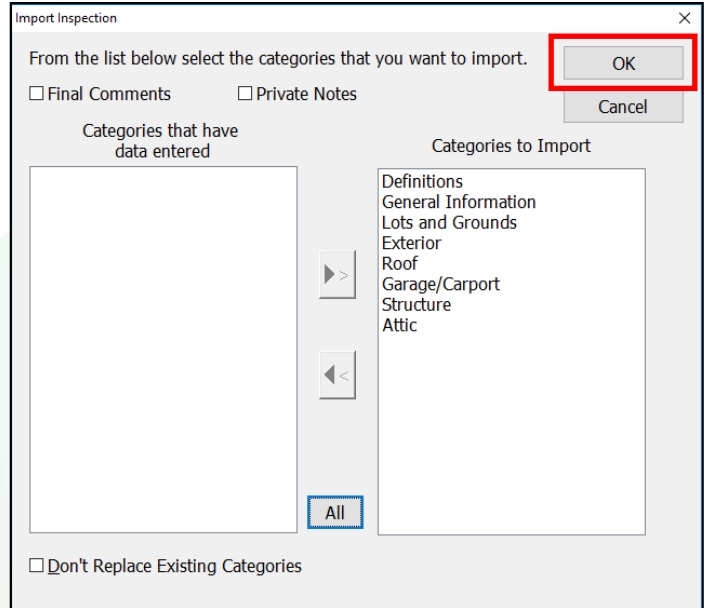 Import Inspection
From the list below select the categories that you want to import.
OK
Final Comments
Private Notes
Cancel
Categories that have
data entered
Categories to Import
Definitions
General Information
Lots and Grounds
Exterior
Roof
Garage/Carport
Structure
Attic
>
<
All
Don't Replace Existing Categories